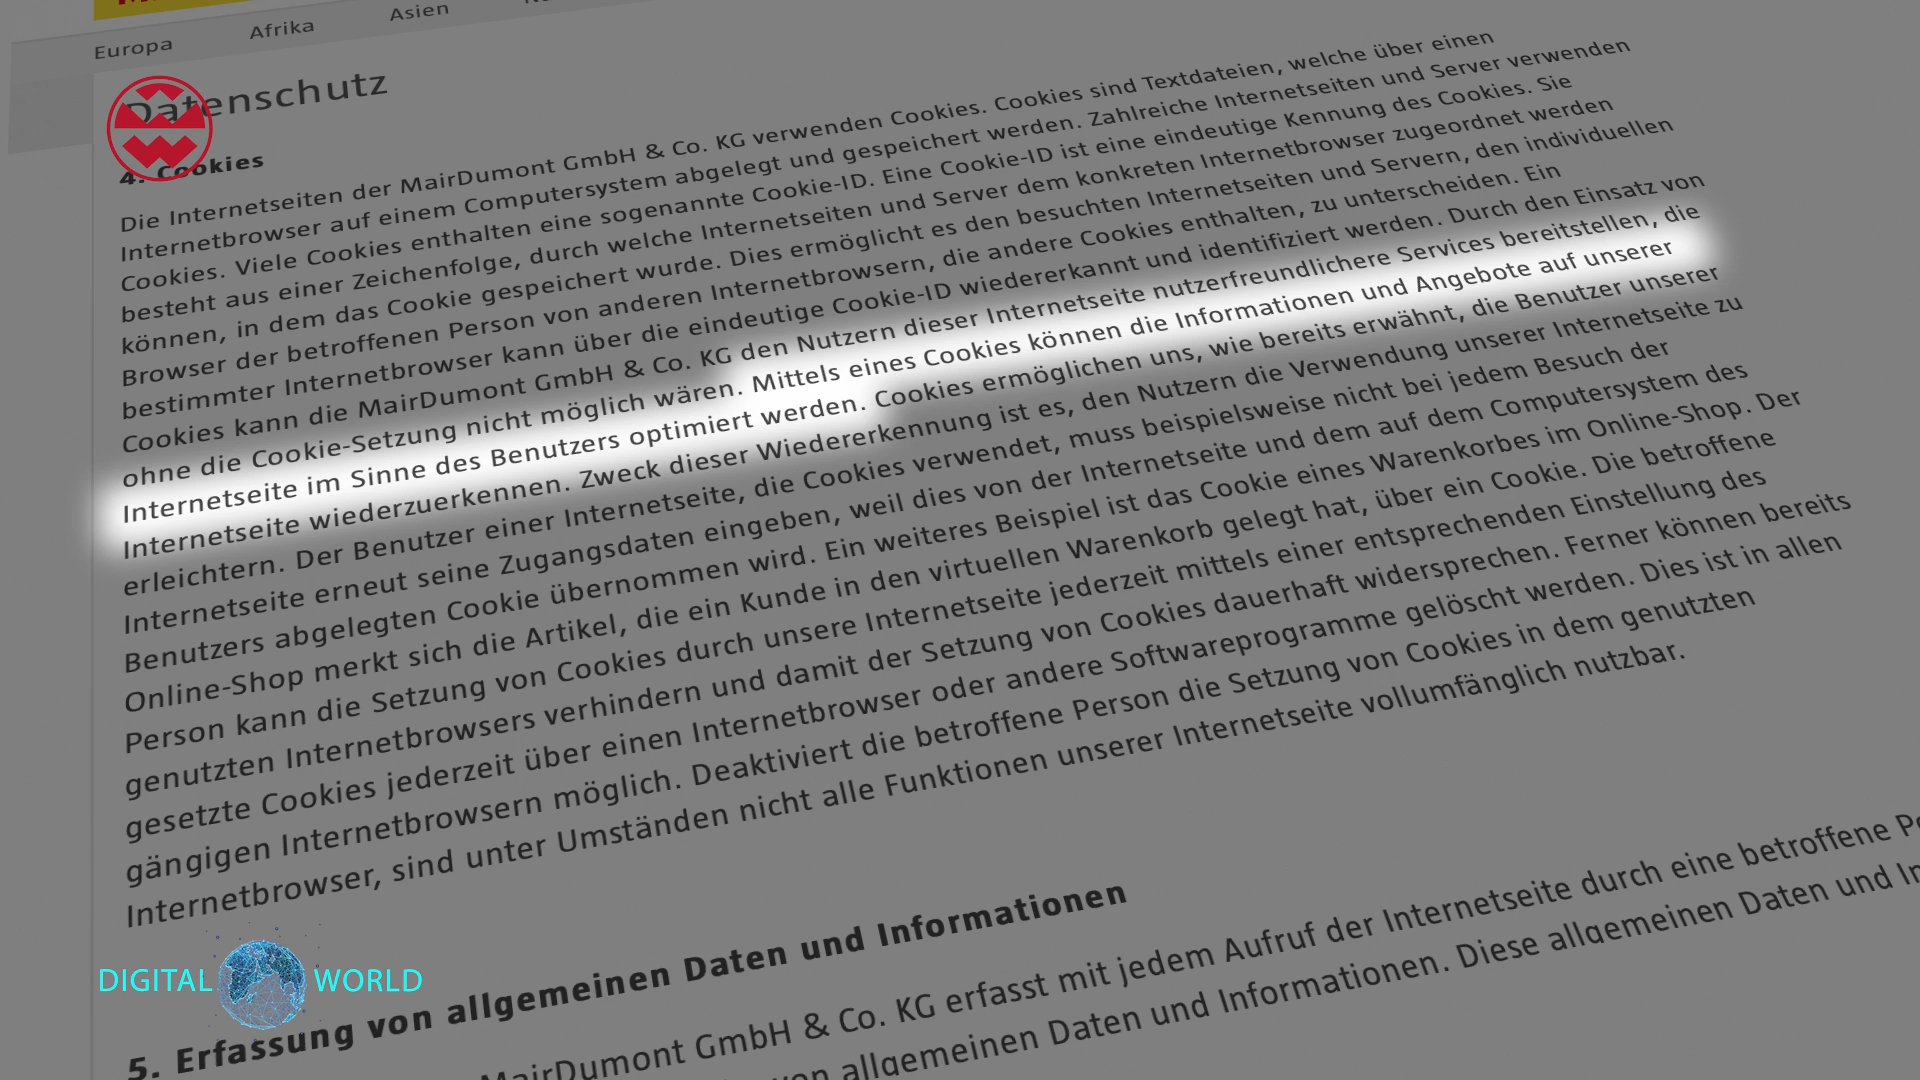 Europa Afrika Asien
Datenschutz
4. Cookies
Die Internetseiten der MairDumont GmbH & Co. KG verwenden Cookies. Cookies sind Textdateien, welche über einen
Internetbrowser auf einem Computersystem abgelegt und gespeichert werden. Zahlreiche Internetseiten und Server verwenden
Cookies. Viele Cookies enthalten eine sogenannte Cookie-ID. Eine Cookie-ID ist eine eindeutige Kennung des Cookies. Sie
besteht aus einer Zeichenfolge, durch welche Internetseiten und Server dem konkreten Internetbrowser zugeordnet werden
können, in dem das Cookie gespeichert wurde. Dies ermöglicht es den besuchten Internetseiten und Servern, den individuellen
Browser der betroffenen Person von anderen Internetbrowsern, die andere Cookies enthalten, zu unterscheiden. Ein
bestimmter Internetbrowser kann über die eindeutige Cookie-ID wiedererkannt und identifiziert werden. Durch den Einsatz von
Cookies kann die MairDumont GmbH & Co. KG den Nutzern dieser Internetseite nutzerfreundlichere Services bereitstellen, die
ohne die Cookie-Setzung nicht möglich wären. Mittels eines Cookies können die Informationen und Angebote auf unserer
Internetseite im Sinne des Benutzers optimiert werden. Cookies ermöglichen uns, wie bereits erwähnt, die Benutzer unserer
Internetseite wiederzuerkennen. Zweck dieser Wiedererkennung ist es, den Nutzern die Verwendung unserer Internetseite zu
erleichtern. Der Benutzer einer Internetseite, die Cookies verwendet, muss beispielsweise nicht bei jedem Besuch der
Internetseite erneut seine Zugangsdaten eingeben, weil dies von der Internetseite und dem auf dem Computersystem des
Benutzers abgelegten Cookie übernommen wird. Ein weiteres Beispiel ist das Cookie eines Warenkorbes im Online-Shop. Der
Online-Shop merkt sich die Artikel, die ein Kunde in den virtuellen Warenkorb gelegt hat, über ein Cookie. Die betroffene
Person kann die Setzung von Cookies durch unsere Internetseite jederzeit mittels einer entsprechenden Einstellung des
genutzten Internetbrowsers verhindern und damit der Setzung von Cookies dauerhaft widersprechen. Ferner können bereits
gesetzte Cookies jederzeit über einen Internetbrowser oder andere Softwareprogramme gelöscht werden. Dies ist in allen
gängigen Internetbrowsern möglich. Deaktiviert die betroffene Person die Setzung von Cookies in dem genutzten
Internetbrowser, sind unter Umständen nicht alle Funktionen unserer Internetseite vollumfänglich nutzbar.
DIGITAL WORLD
5. Erfassung von allgemeinen Daten und Informationen
MairDumont GmbH & Co. KG erfasst mit jedem Aufruf der Internetseite durch eine betroffene
von allgemeinen Daten und Informationen. Diese allgemeinen Daten und